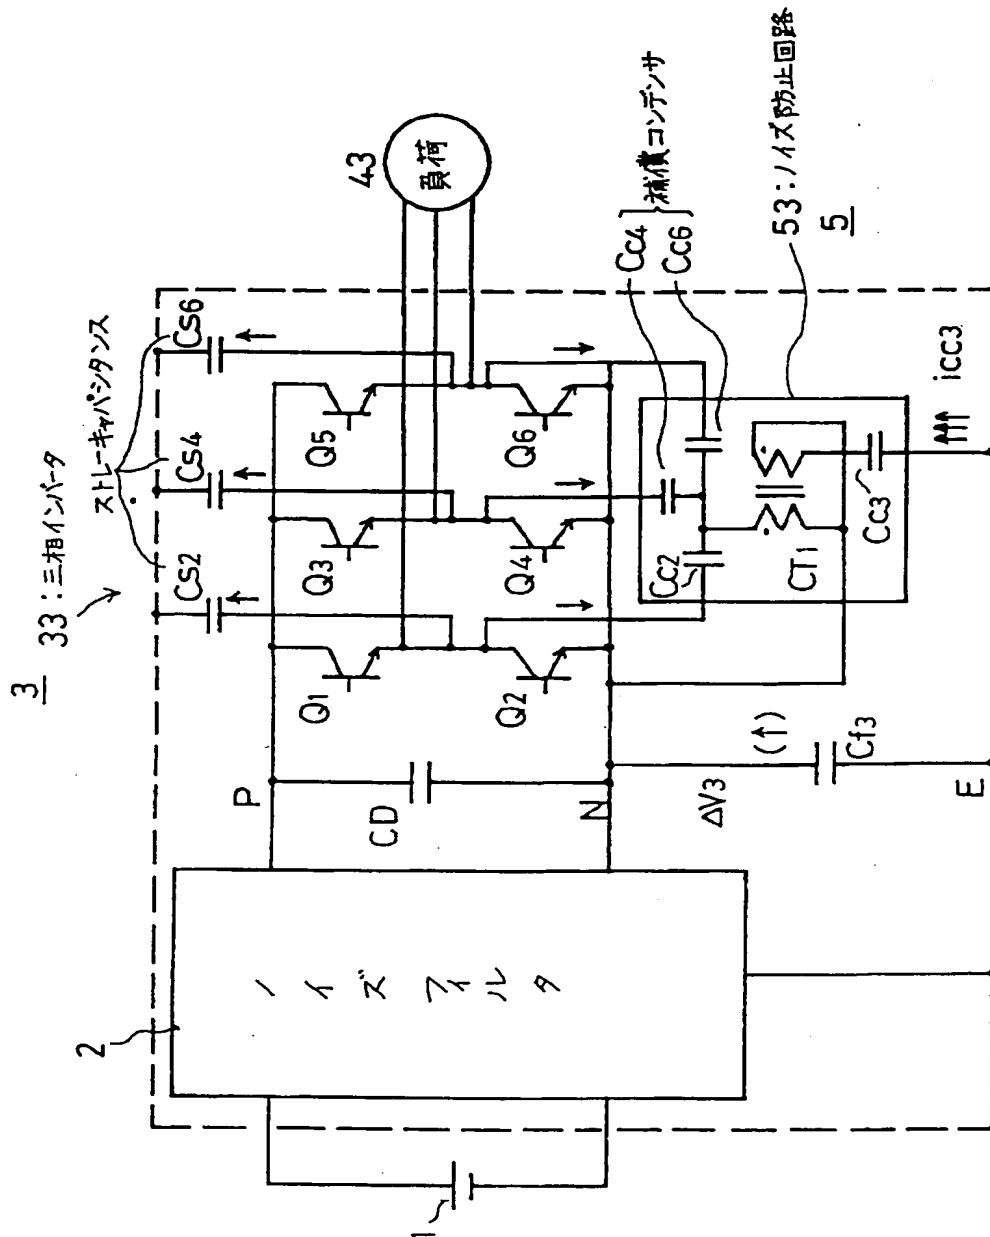 3
33:三相インバータ
ストレーキャパシタンス
Cs2
Cs4
Cs6
43
負荷
P
Q1
Q3
Q5
CD
N
Q2
Q4
Q6
Cc4
Cc6
補償コンデンサ
53:ノイズ防止回路
5
ΔV3
(↑)
Cf3
E
Cc2
CT1
Cc3
icc3
2
ノイズフィルタ
1